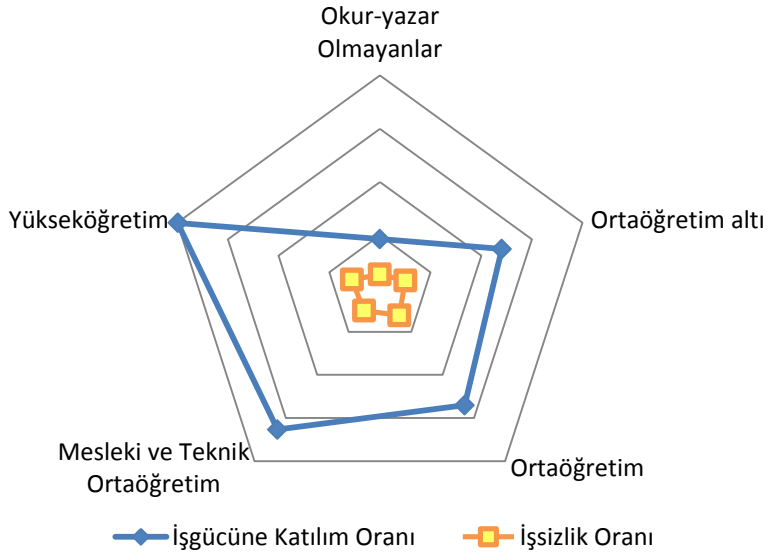 Okur-yazar
Olmayanlar
Yükseköğretim
Ortaöğretim altı
Mesleki ve Teknik
Ortaöğretim
Ortaöğretim
İşgücüne Katılım Oranı
İşsizlik Oranı